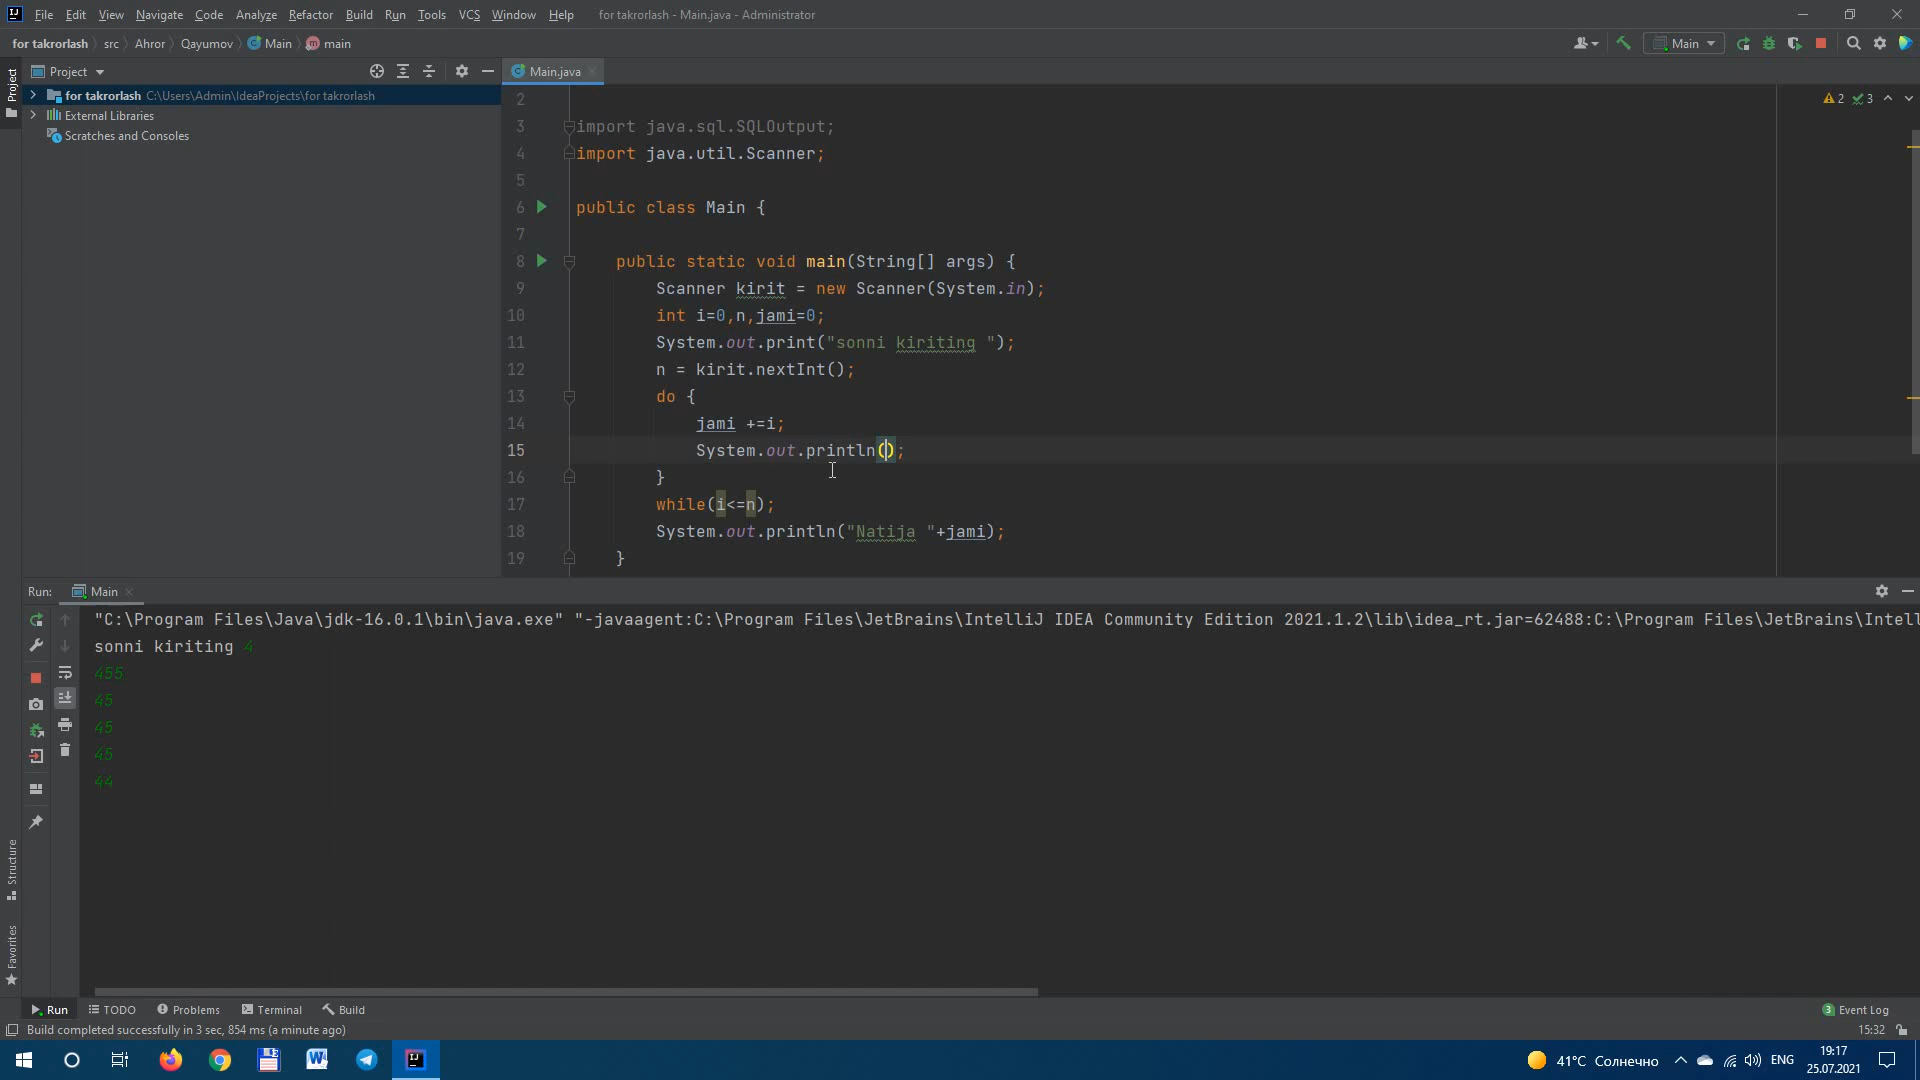 File Edit View Navigate Code Analyze Refactor Build Run Tools VCS Window Help for takrorlash - Main.java - Administrator
for takrorlash src Ahror Qayumov Main main
Main
Project
Main.java
for takrorlash C:\Users\Admin\IdeaProjects\for takrorlash
External Libraries
Scratches and Consoles
2 3
2
3 import java.sql.SQLOutput;
4 import java.util.Scanner;
5
6 public class Main {
7
8 public static void main(String[] args) {
9 Scanner kirit = new Scanner(System.in);
10 int i=0,n,jami=0;
11 System.out.print("sonni kiriting ");
12 n = kirit.nextInt();
13 do {
14 jami +=i;
15 System.out.println();
16 }
17 while(i<=n);
18 System.out.println("Natija "+jami);
19 }
Project
Structure
Favorites
Run: Main
"C:\Program Files\Java\jdk-16.0.1\bin\java.exe" "-javaagent:C:\Program Files\JetBrains\IntelliJ IDEA Community Edition 2021.1.2\lib\idea_rt.jar=62488:C:\Program Files\JetBrains\Intell
sonni kiriting 4
455
45
45
45
44
Run TODO Problems Terminal Build
3 Event Log
Build completed successfully in 3 sec, 854 ms (a minute ago)
15:32
41°C Солнечно ENG
19:17
25.07.2021